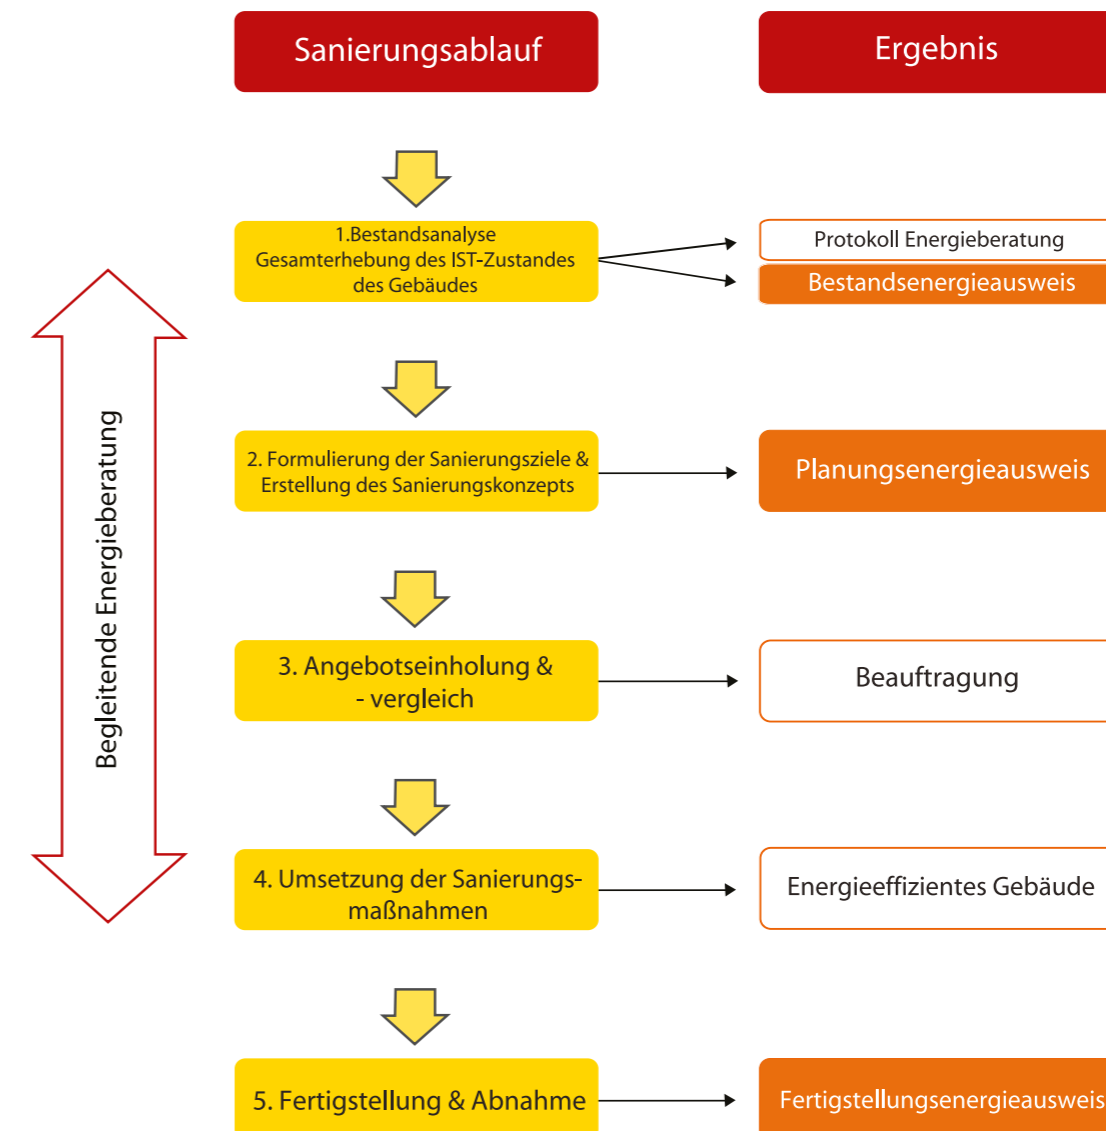 Sanierungsablauf
Ergebnis
1.Bestandsanalyse
Gesamterhebung des IST-Zustandes
des Gebäudes
Protokoll Energieberatung
Bestandsenergieausweis
Begleitende Energieberatung
2. Formulierung der Sanierungsziele &
Erstellung des Sanierungskonzepts
Planungsenergieausweis
3. Angebotseinholung &
- vergleich
Beauftragung
4. Umsetzung der Sanierungs-
maßnahmen
Energieeffizientes Gebäude
5. Fertigstellung & Abnahme
Fertigstellungsenergieausweis